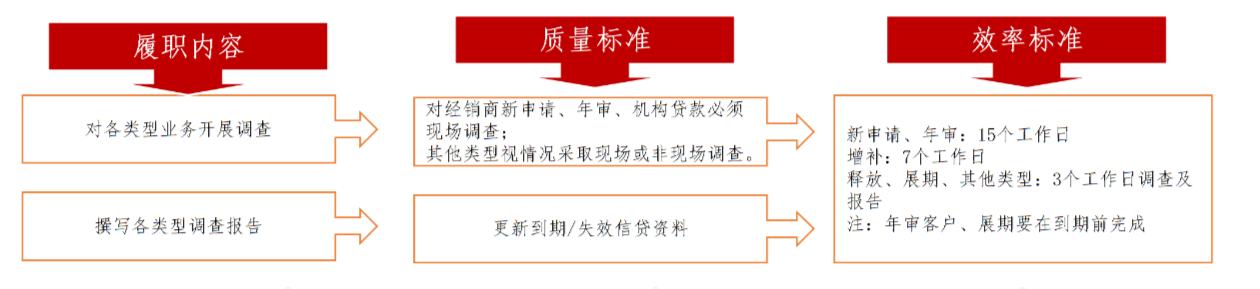 履职内容
质量标准
效率标准
对各类型业务开展调查
对经销商新申请、年审、机构贷款必须
现场调查；
其他类型视情况采取现场或非现场调查。
新申请、年审：15个工作日
增补：7个工作日
释放、展期、其他类型：3个工作日调查及
报告
注：年审客户、展期要在到期前完成
撰写各类型调查报告
更新到期/失效信贷资料